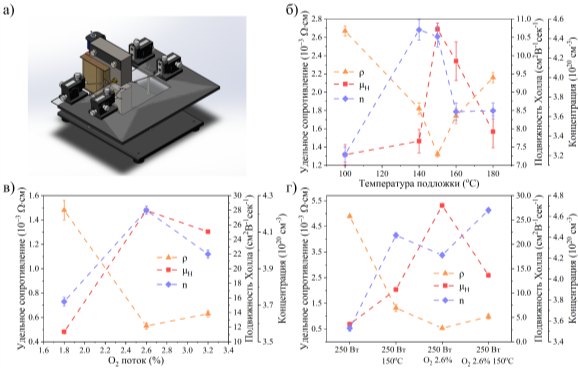 а)
б)
Удельное сопротивление (10⁻³ Ω·см)
2.8
2.6
2.4
2.2
2.0
1.8
1.6
1.4
1.2
ρ
μH
n
100
120
140
160
180
Температура подложки (°C)
11.0
10.5
10.0
9.5
9.0
8.5
8.0
7.5
7.0
Подвижность Холла (см²В⁻¹сек⁻¹)
4.6
4.4
4.2
4.0
3.8
3.6
3.4
3.2
Концентрация (10²⁰ см⁻³)
в)
Удельное сопротивление (10⁻³ Ω·см)
1.6
1.4
1.2
1.0
0.8
0.6
0.4
ρ
μH
n
1.6
1.8
2.0
2.2
2.4
2.6
2.8
3.0
3.2
3.4
O₂ поток (%)
30
28
26
24
22
20
18
16
14
12
10
Подвижность Холла (см²В⁻¹сек⁻¹)
4.3
4.1
3.9
3.7
3.5
Концентрация (10²⁰ см⁻³)
г)
Удельное сопротивление (10⁻³ Ω·см)
5.5
4.5
3.5
2.5
1.5
0.5
ρ
μH
n
250 Вт
250 Вт
150°C
250 Вт
O₂ 2.6%
250 Вт
O₂ 2.6% 150°C
30
25
20
15
10
5
0
Подвижность Холла (см²В⁻¹сек⁻¹)
4.8
4.6
4.4
4.2
4.0
3.8
3.6
3.4
Концентрация (10²⁰ см⁻³)